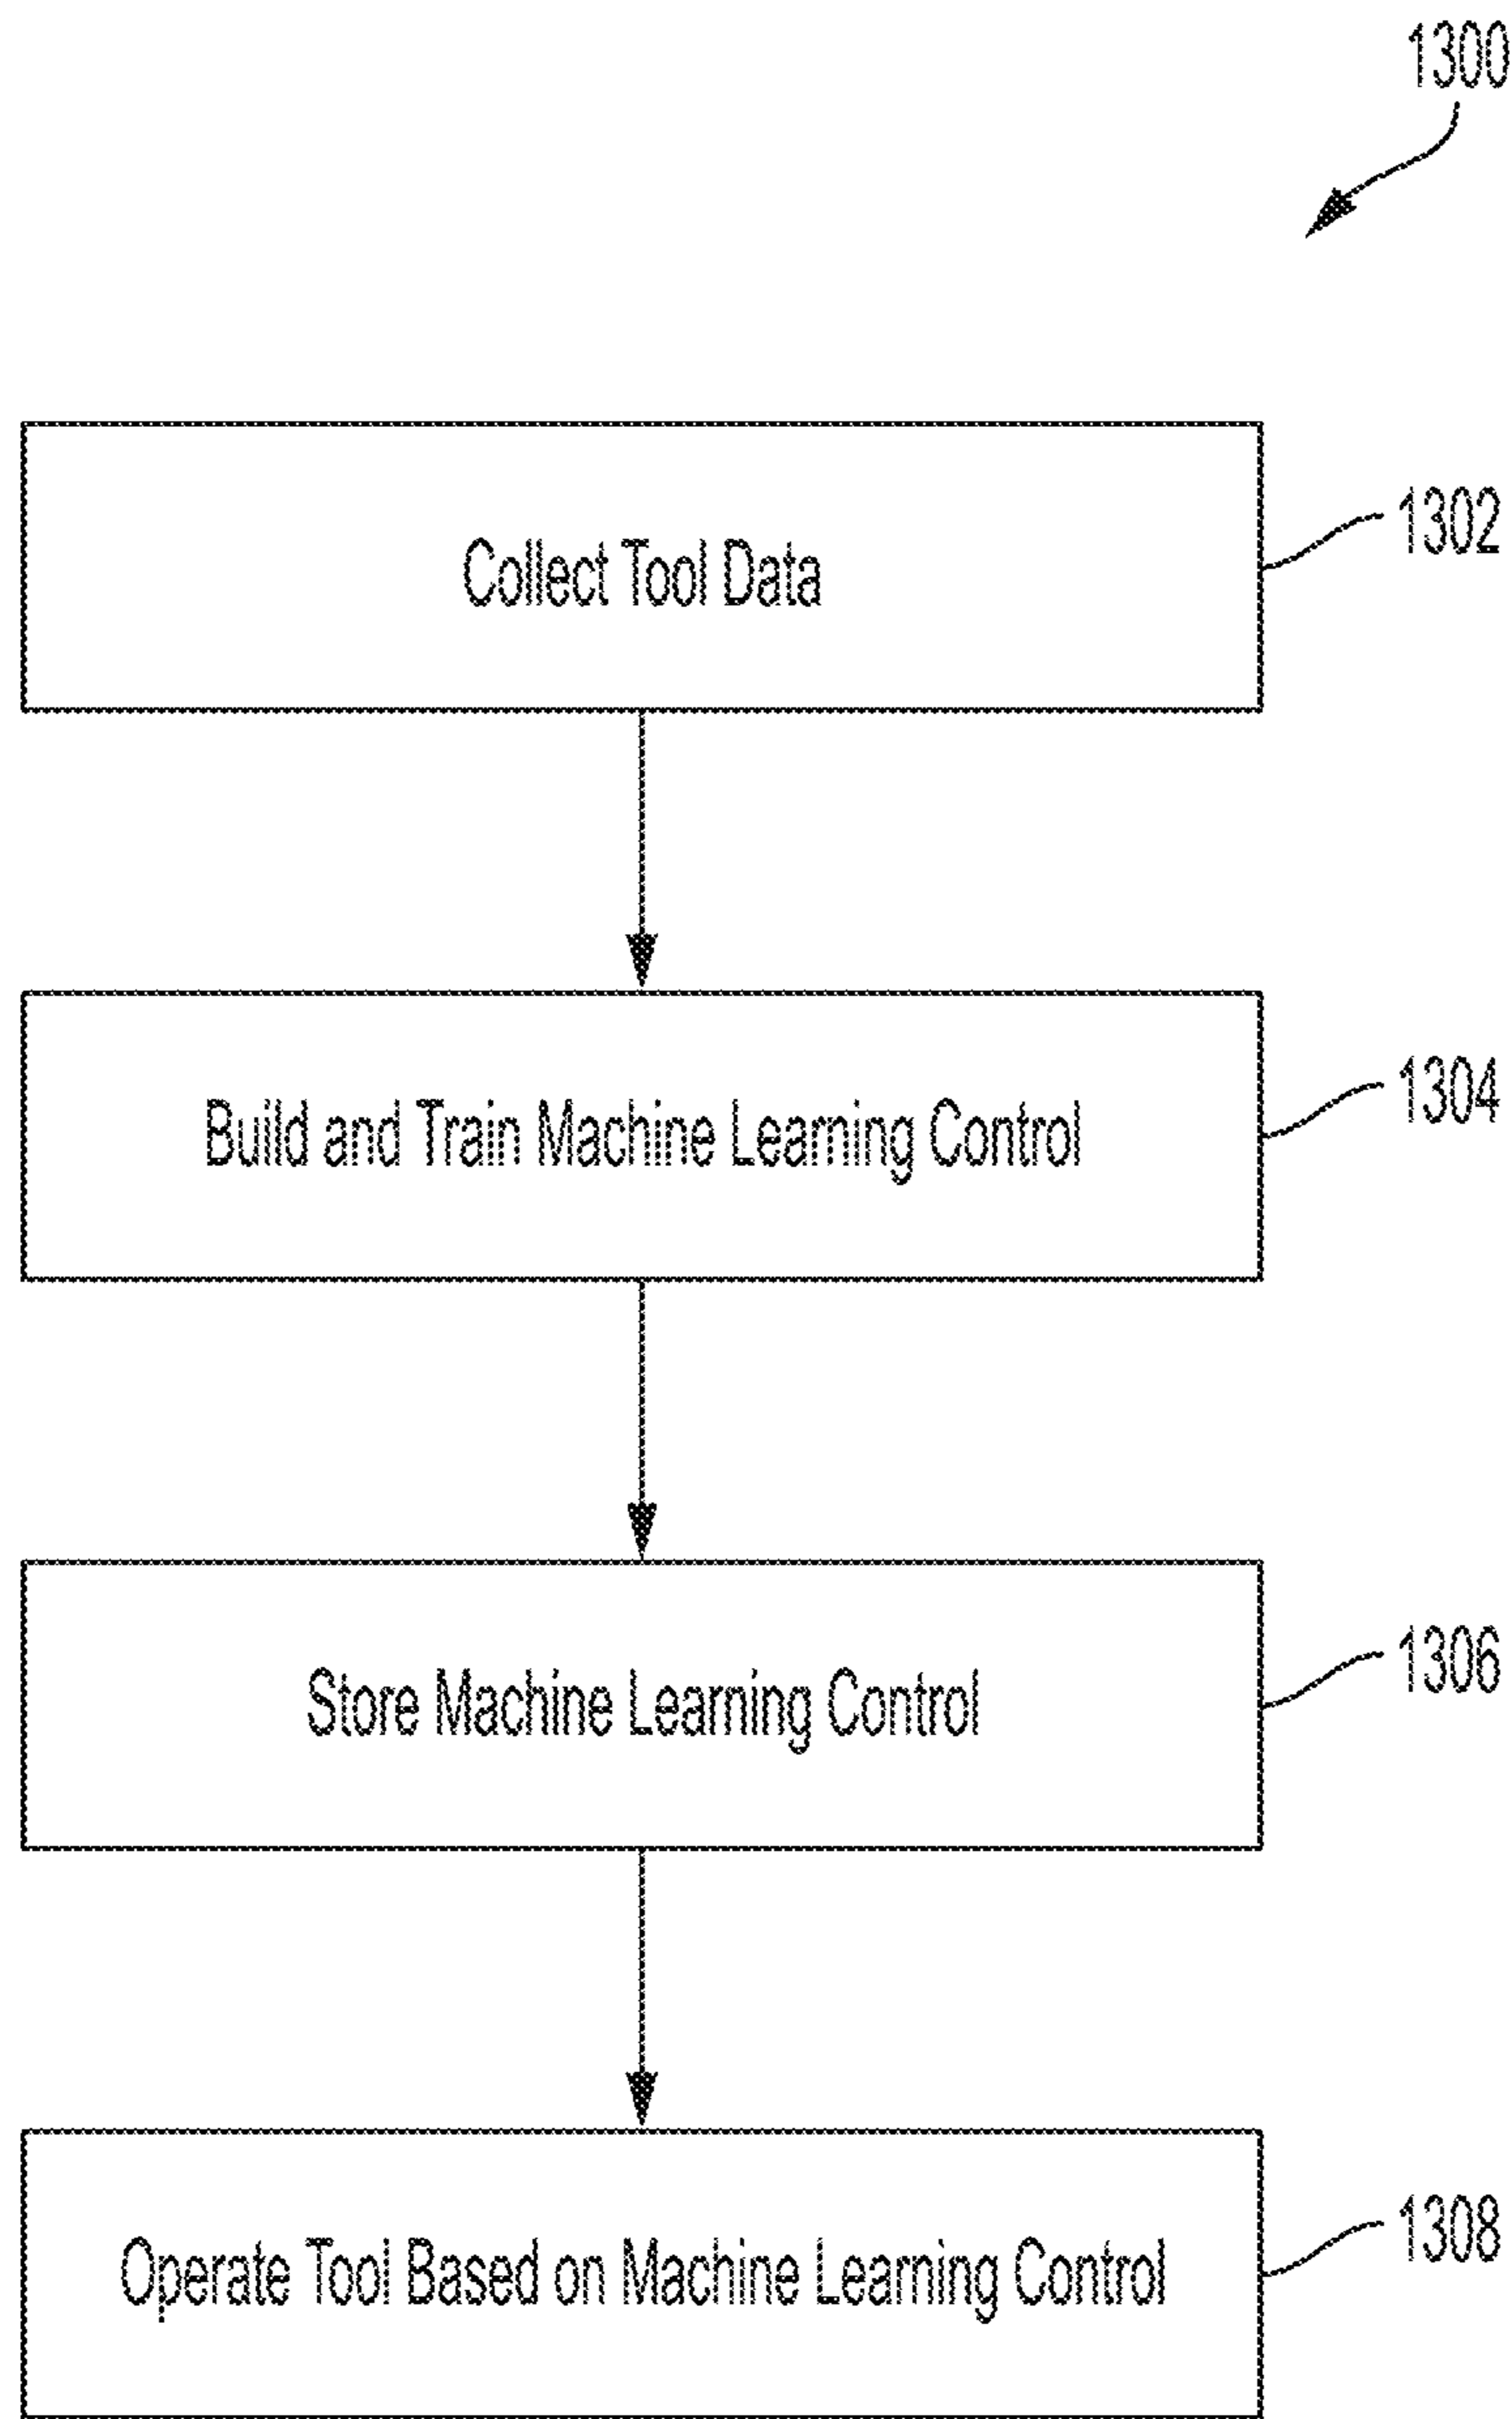 1300
Collect Tool Data
1302
Build and Train Machine Learning Control
1304
Store Machine Learning Control
1306
Operate Tool Based on Machine Learning Control
1308